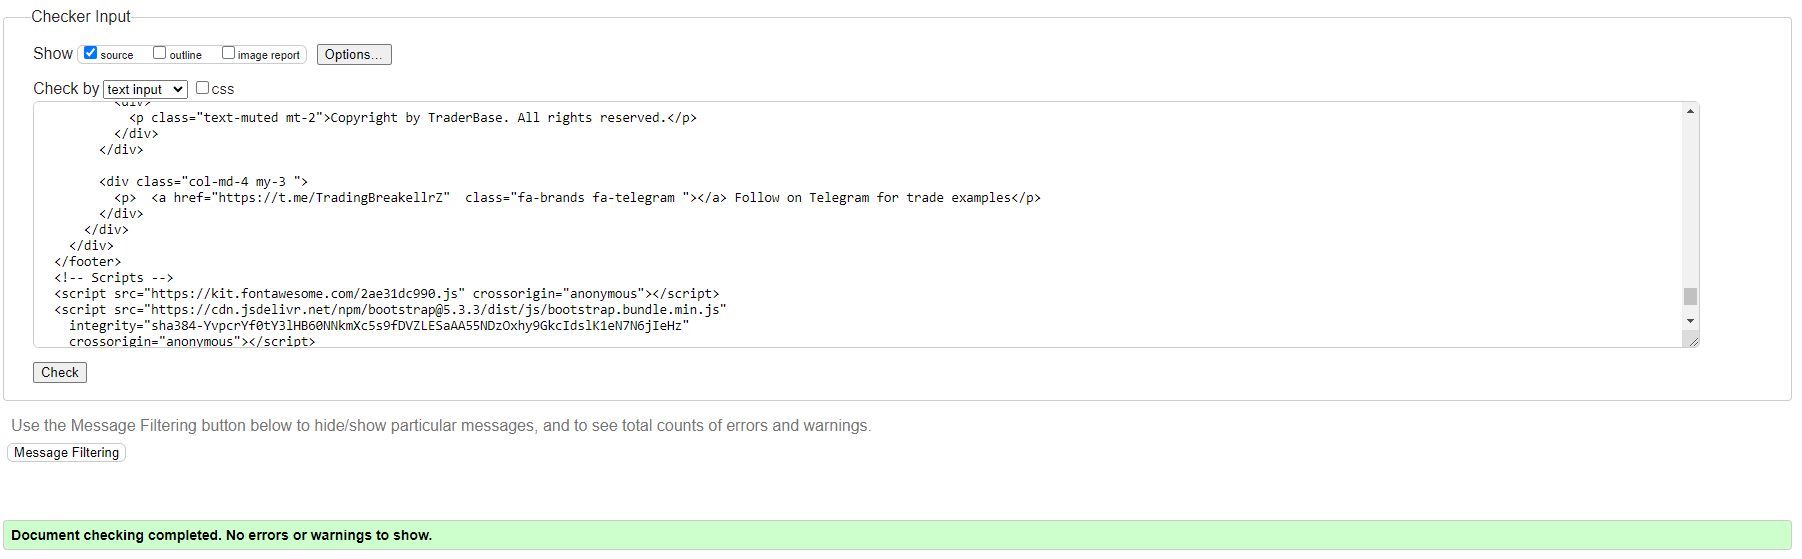 Checker Input
Show source outline image report Options...
Check by text input css
<div>
<p class="text-muted mt-2">Copyright by TraderBase. All rights reserved.</p>
</div>
</div>
<div class="col-md-4 my-3 ">
<p>  <a href="https://t.me/TradingBreakellrZ"  class="fa-brands fa-telegram "></a> Follow on Telegram for trade examples</p>
</div>
</div>
</div>
</footer>
<!-- Scripts -->
<script src="https://kit.fontawesome.com/2ae31dc990.js" crossorigin="anonymous"></script>
<script src="https://cdn.jsdelivr.net/npm/bootstrap@5.3.3/dist/js/bootstrap.bundle.min.js"
integrity="sha384-YvpcrYf0tY3lHB60NNkmXc5s9fDVZLESaAA55NDzOxhy9GkcIdslK1eN7N6jIeHz"
crossorigin="anonymous"></script>
Check
Use the Message Filtering button below to hide/show particular messages, and to see total counts of errors and warnings.
Message Filtering
Document checking completed. No errors or warnings to show.